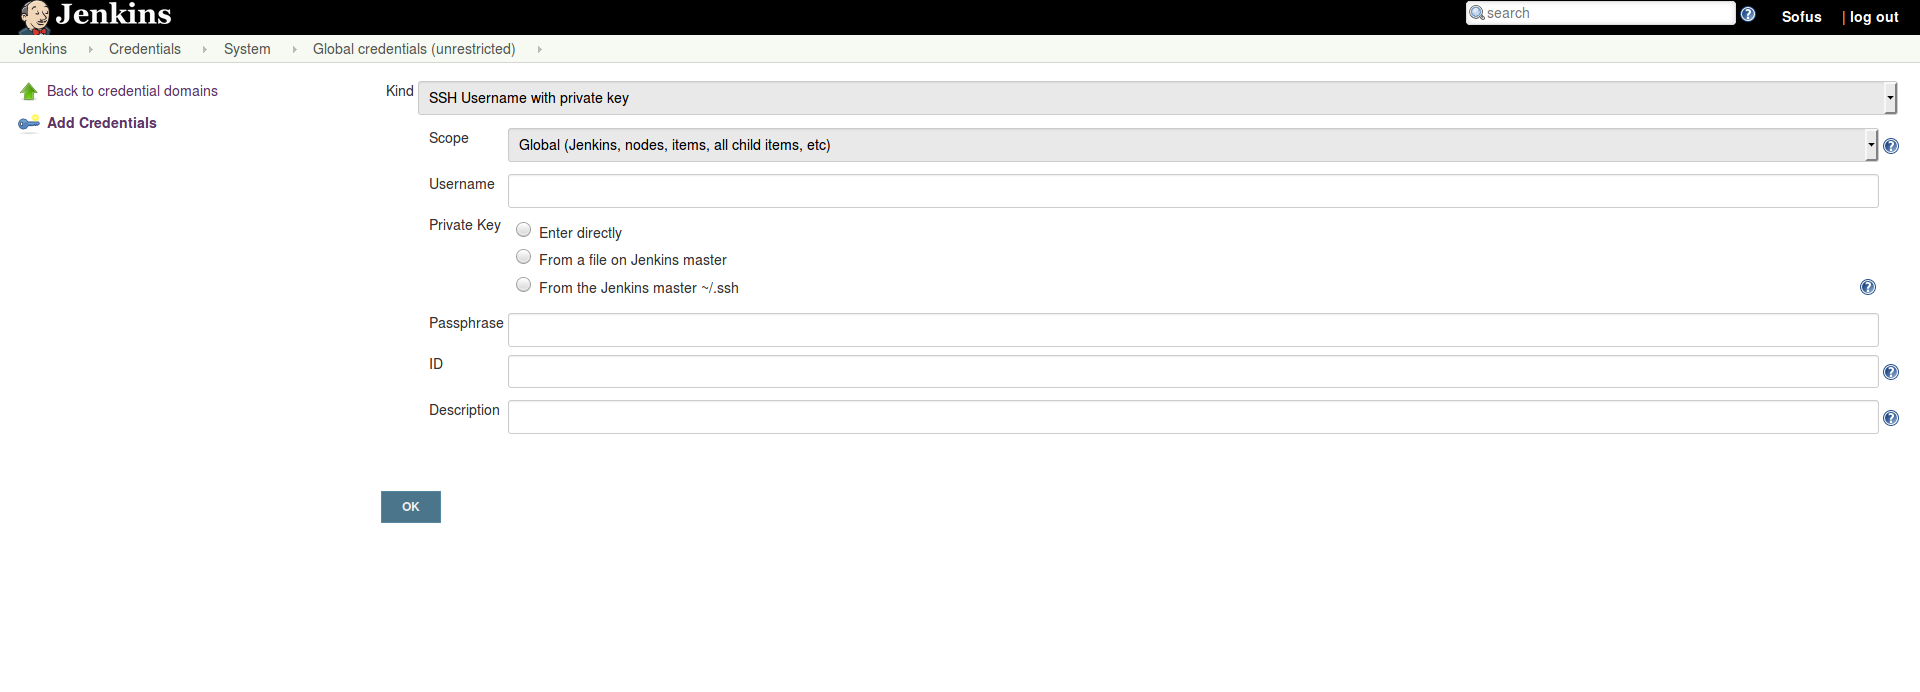 Jenkins
search
Sofus
| log out
Jenkins Credentials System Global credentials (unrestricted)
Back to credential domains
Add Credentials
Kind SSH Username with private key
Scope Global (Jenkins, nodes, items, all child items, etc)
Username
Private Key
Enter directly
From a file on Jenkins master
From the Jenkins master ~/.ssh
Passphrase
ID
Description
OK